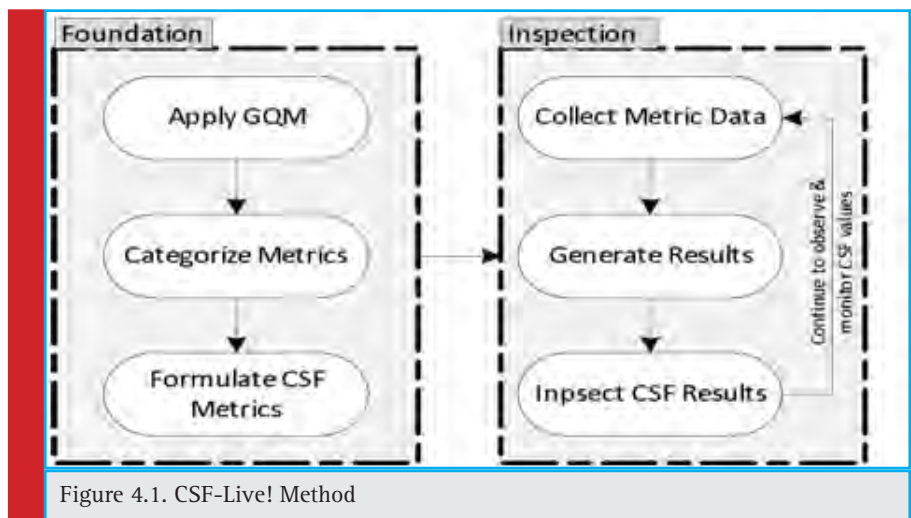 Foundation
Apply GQM
Categorize Metrics
Formulate CSF
Metrics
Inspection
Collect Metric Data
Generate Results
Inpsect CSF Results
Continue to observe &
monitor CSF values
Figure 4.1. CSF-Live! Method